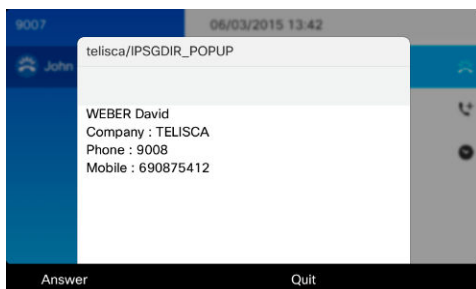 9007 06/03/2015 13:42
John
telisca/IPSGDIR_POPUP
WEBER David
Company : TELISCA
Phone : 9008
Mobile : 690875412
Answer Quit